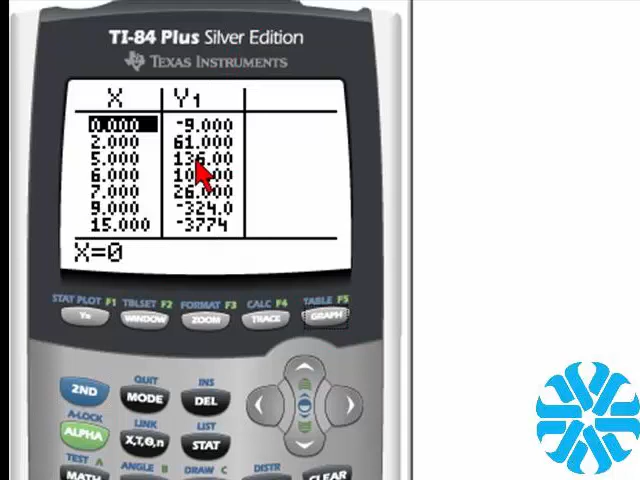 TI-84 Plus Silver Edition
TEXAS INSTRUMENTS
X Y1
0.000 -9.000
2.000 61.000
5.000 136.00
6.000
7.000 26.000
9.000 -324.0
15.000 -3774
X=0
STAT PLOT F1 TBLSET F2 FORMAT F3 CALC F4 TABLE F5
Y= WINDOW ZOOM TRACE GRAPH
QUIT INS
2ND MODE DEL
A-LOCK LINK LIST
ALPHA X,T,Θ,n STAT
TEST A ANGLE B DRAW C DISTR
MATH CLEAR